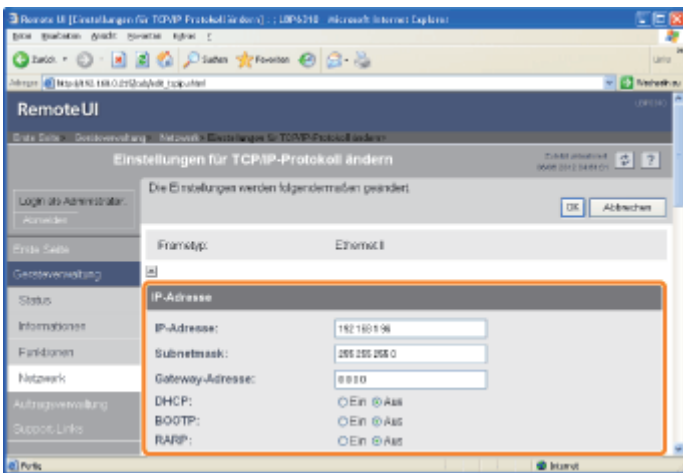 Remote UI [Einstellungen für TCP/IP Protokoll ändern] : ; LBP6310 Microsoft Internet Explorer
Datei Bearbeiten Ansicht Favoriten Extras ?
Zurück Suchen Favoriten
Adresse
Wechseln zu
RemoteUI
Erste Seite > Geräteverwaltung > Netzwerk > Einstellungen für TCP/IP-Protokoll ändern
Einstellungen für TCP/IP-Protokoll ändern
Login als Administrator.
Abmelden
Die Einstellungen werden folgendermaßen geändert.
OK Abbrechen
Erste Seite
Geräteverwaltung
Status
Informationen
Funktionen
Netzwerk
Auftragsverwaltung
Support-Links
Frametyp: Ethernet II
IP-Adresse
IP-Adresse:
Subnetmask: 255 255 255 0
Gateway-Adresse: 0 0 0 0
DHCP: Ein Aus
BOOTP: Ein Aus
RARP: Ein Aus
Fertig Internet